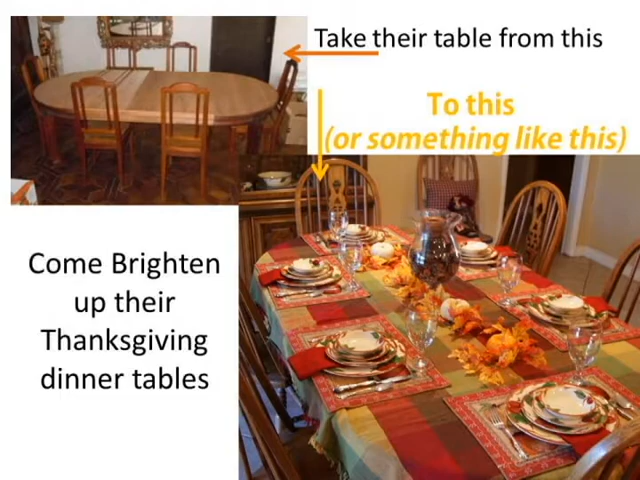 Take their table from this
To this
(or something like this)
Come Brighten
up their
Thanksgiving
dinner tables